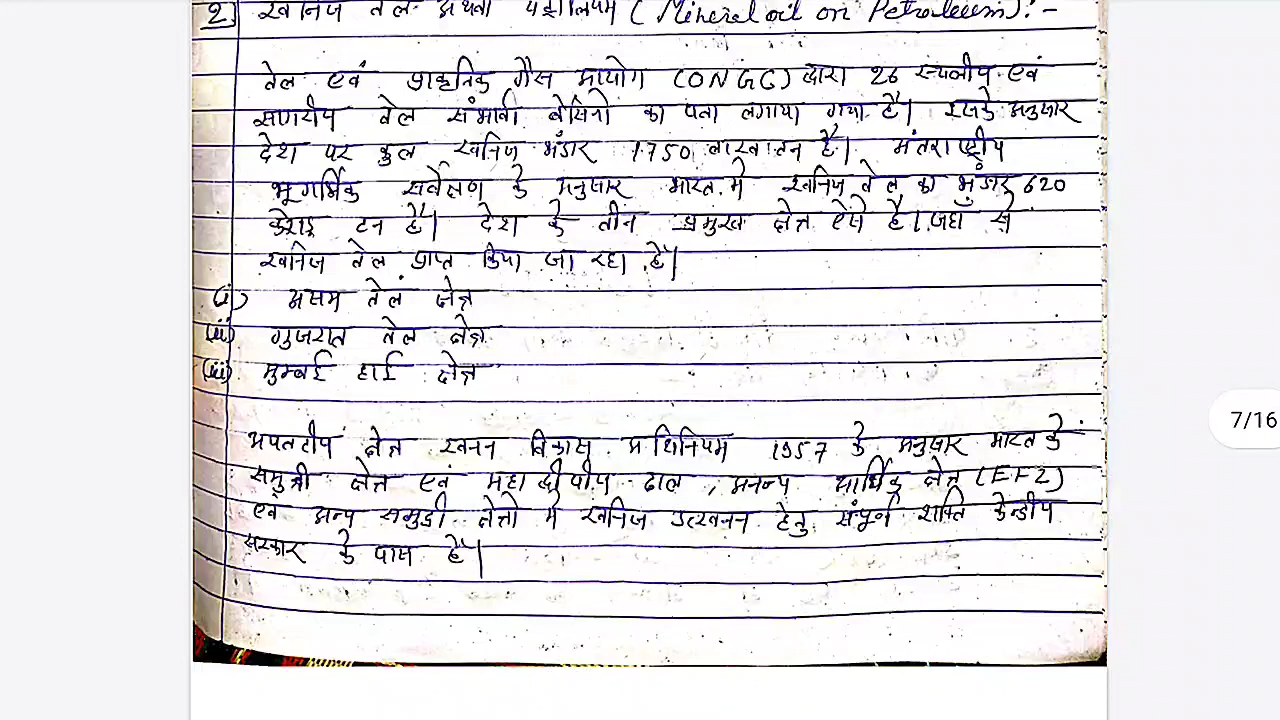 2. खनिज तेल अथवा पेट्रोलियम (Mineral oil on Petroleum):-
तेल एवं प्राकृतिक गैस आयोग (ONGC) द्वारा 26 स्थलीय एवं
सागरीय तेल संभावी बेसिनो का पता लगाया गया है। इसके अनुसार
देश पर कुल खनिज भंडार 1750 लाख टन है। अंतराष्ट्रीय
भूगर्भिक सर्वेक्षण के अनुसार भारत में खनिज तेल का भंडार 620
करोड़ टन है। देश के तीन प्रमुख क्षेत्र ऐसे है। जहाँ से
खनिज तेल प्राप्त किया जा रहा है।
(i) असम तेल क्षेत्र
(ii) गुजरात तेल क्षेत्र
(iii) मुम्बई हाई क्षेत्र
अपतटीय क्षेत्र खनन विकास अधिनियम 1957 के अनुसार भारत के
समुद्री क्षेत्र एवं महाद्वीपीय ढाल, अनन्य आर्थिक क्षेत्र (EFZ)
एवं अन्य समुद्री क्षेत्रो में खनिज उत्खनन हेतु संपूर्ण शक्ति केन्द्रीय
सरकार के पास है।
7/16